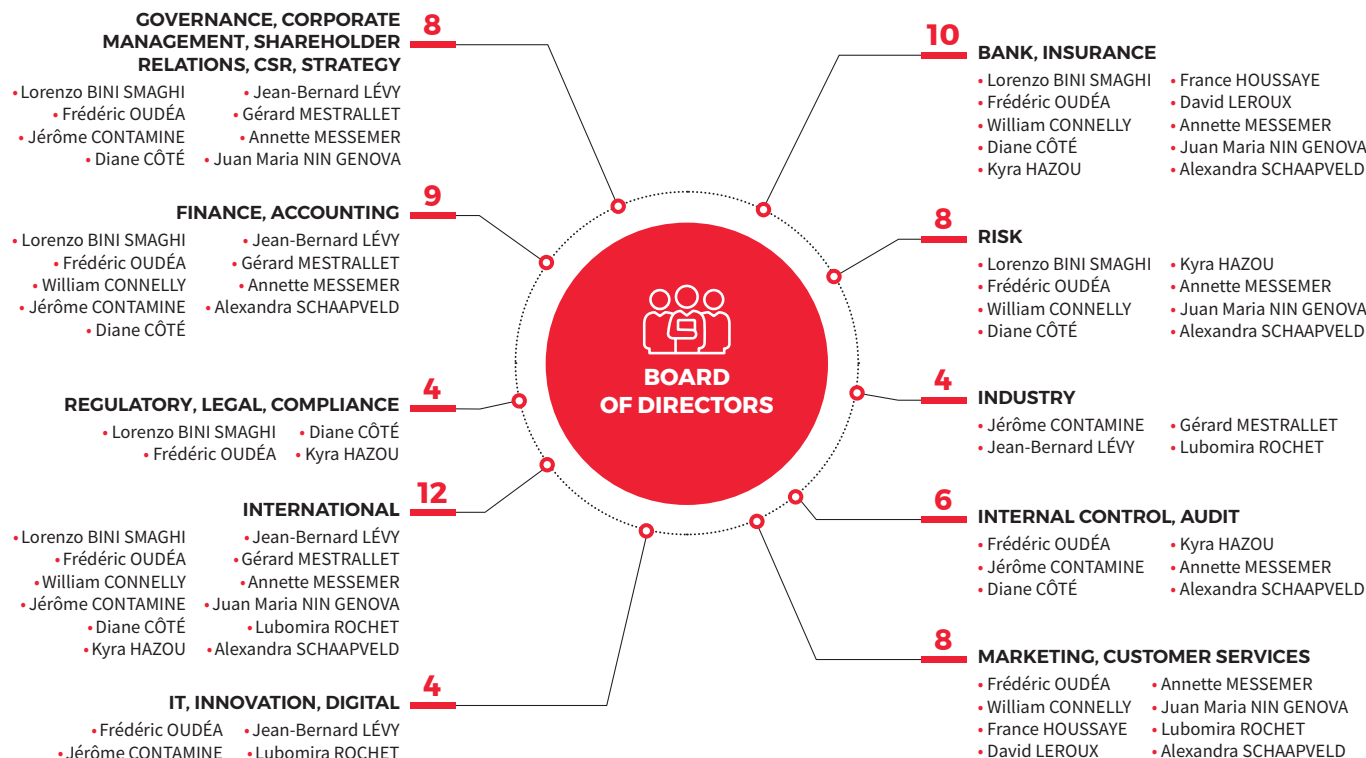 8
GOVERNANCE, CORPORATE
MANAGEMENT, SHAREHOLDER
RELATIONS, CSR, STRATEGY
• Lorenzo BINI SMAGHI • Jean-Bernard LÉVY
• Frédéric OUDÉA • Gérard MESTRALLET
• Jérôme CONTAMINE • Annette MESSEMER
• Diane CÔTÉ • Juan Maria NIN GENOVA
9
FINANCE, ACCOUNTING
• Lorenzo BINI SMAGHI • Jean-Bernard LÉVY
• Frédéric OUDÉA • Gérard MESTRALLET
• William CONNELLY • Annette MESSEMER
• Jérôme CONTAMINE • Alexandra SCHAAPVELD
• Diane CÔTÉ
4
REGULATORY, LEGAL, COMPLIANCE
• Lorenzo BINI SMAGHI • Diane CÔTÉ
• Frédéric OUDÉA • Kyra HAZOU
12
INTERNATIONAL
• Lorenzo BINI SMAGHI • Jean-Bernard LÉVY
• Frédéric OUDÉA • Gérard MESTRALLET
• William CONNELLY • Annette MESSEMER
• Jérôme CONTAMINE • Juan Maria NIN GENOVA
• Diane CÔTÉ • Lubomira ROCHET
• Kyra HAZOU • Alexandra SCHAAPVELD
4
IT, INNOVATION, DIGITAL
• Frédéric OUDÉA • Jean-Bernard LÉVY
• Jérôme CONTAMINE • Lubomira ROCHET
BOARD
OF DIRECTORS
10
BANK, INSURANCE
• Lorenzo BINI SMAGHI • France HOUSSAYE
• Frédéric OUDÉA • David LEROUX
• William CONNELLY • Annette MESSEMER
• Diane CÔTÉ • Juan Maria NIN GENOVA
• Kyra HAZOU • Alexandra SCHAAPVELD
8
RISK
• Lorenzo BINI SMAGHI • Kyra HAZOU
• Frédéric OUDÉA • Annette MESSEMER
• William CONNELLY • Juan Maria NIN GENOVA
• Diane CÔTÉ • Alexandra SCHAAPVELD
4
INDUSTRY
• Jérôme CONTAMINE • Gérard MESTRALLET
• Jean-Bernard LÉVY • Lubomira ROCHET
6
INTERNAL CONTROL, AUDIT
• Frédéric OUDÉA • Kyra HAZOU
• Jérôme CONTAMINE • Annette MESSEMER
• Diane CÔTÉ • Alexandra SCHAAPVELD
8
MARKETING, CUSTOMER SERVICES
• Frédéric OUDÉA • Annette MESSEMER
• William CONNELLY • Juan Maria NIN GENOVA
• France HOUSSAYE • Lubomira ROCHET
• David LEROUX • Alexandra SCHAAPVELD